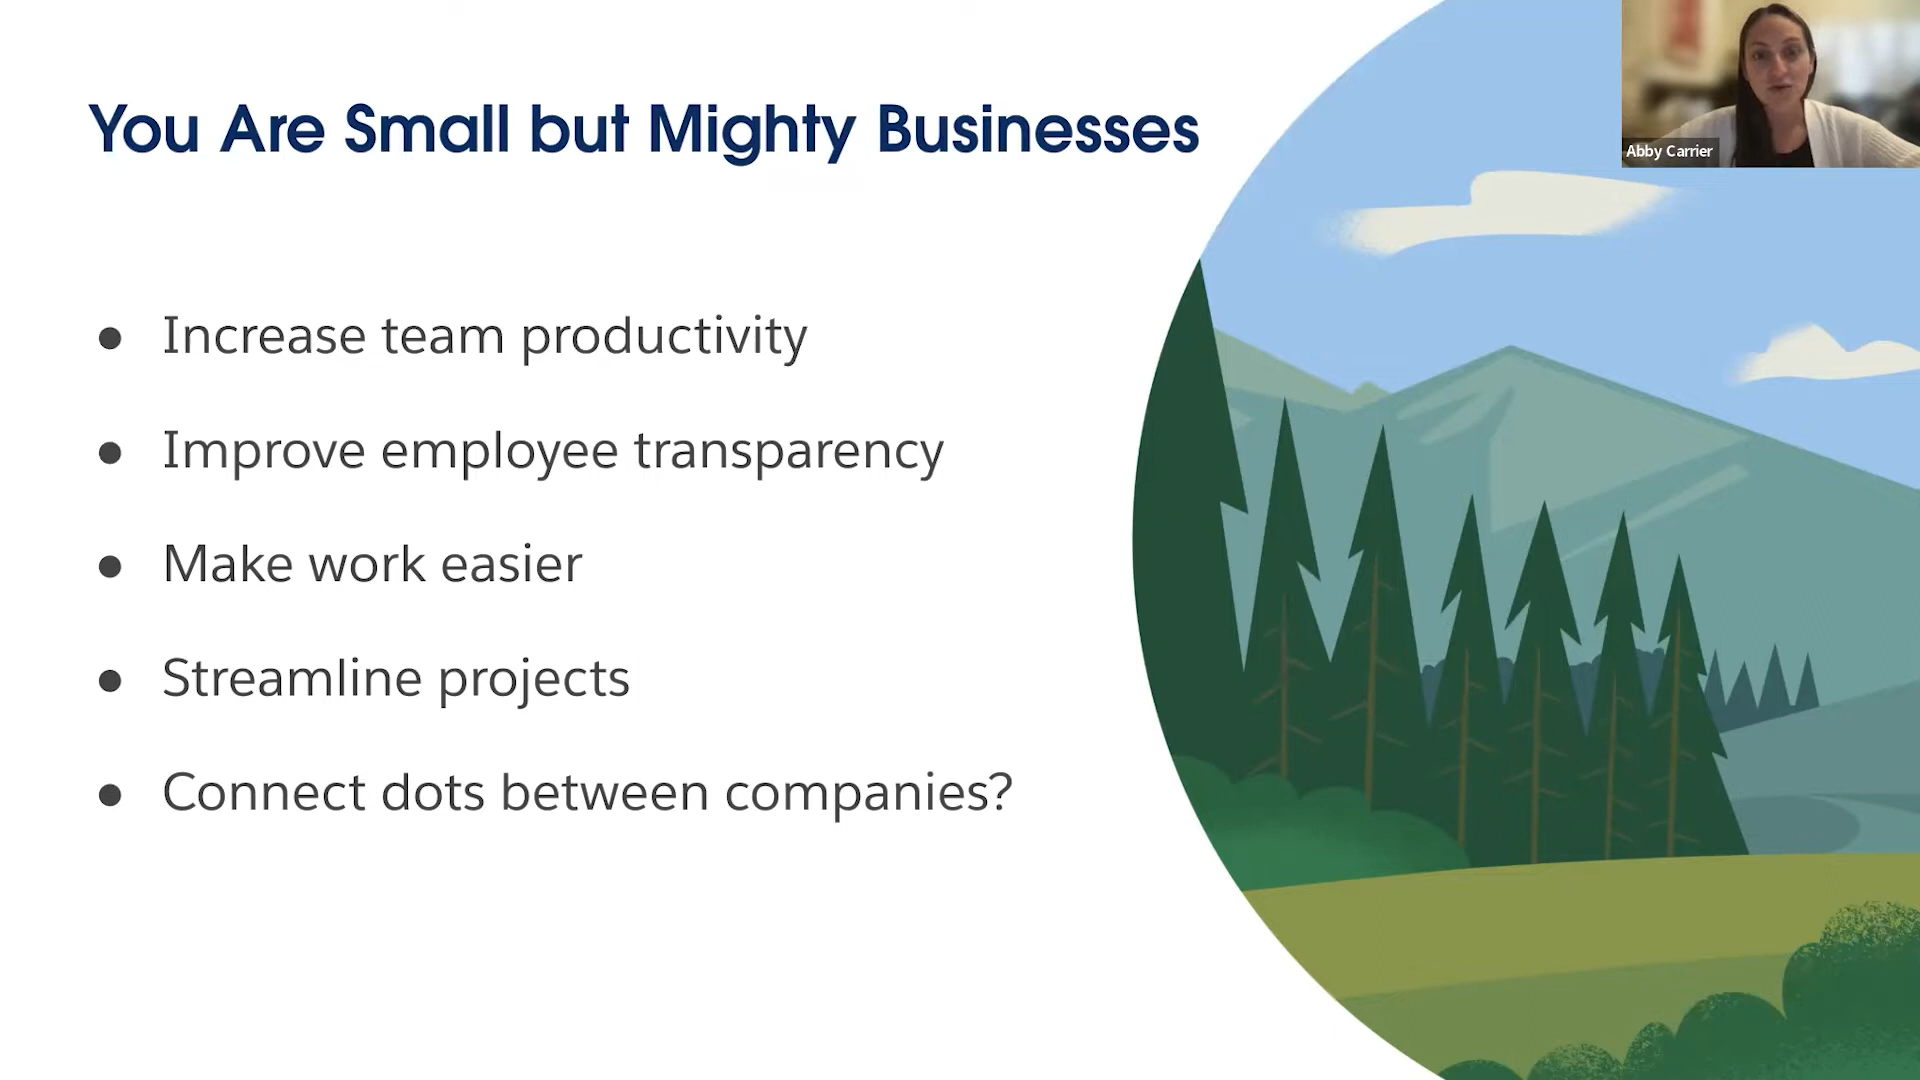 You Are Small but Mighty Businesses
Abby Carrier
● Increase team productivity
● Improve employee transparency
● Make work easier
● Streamline projects
● Connect dots between companies?